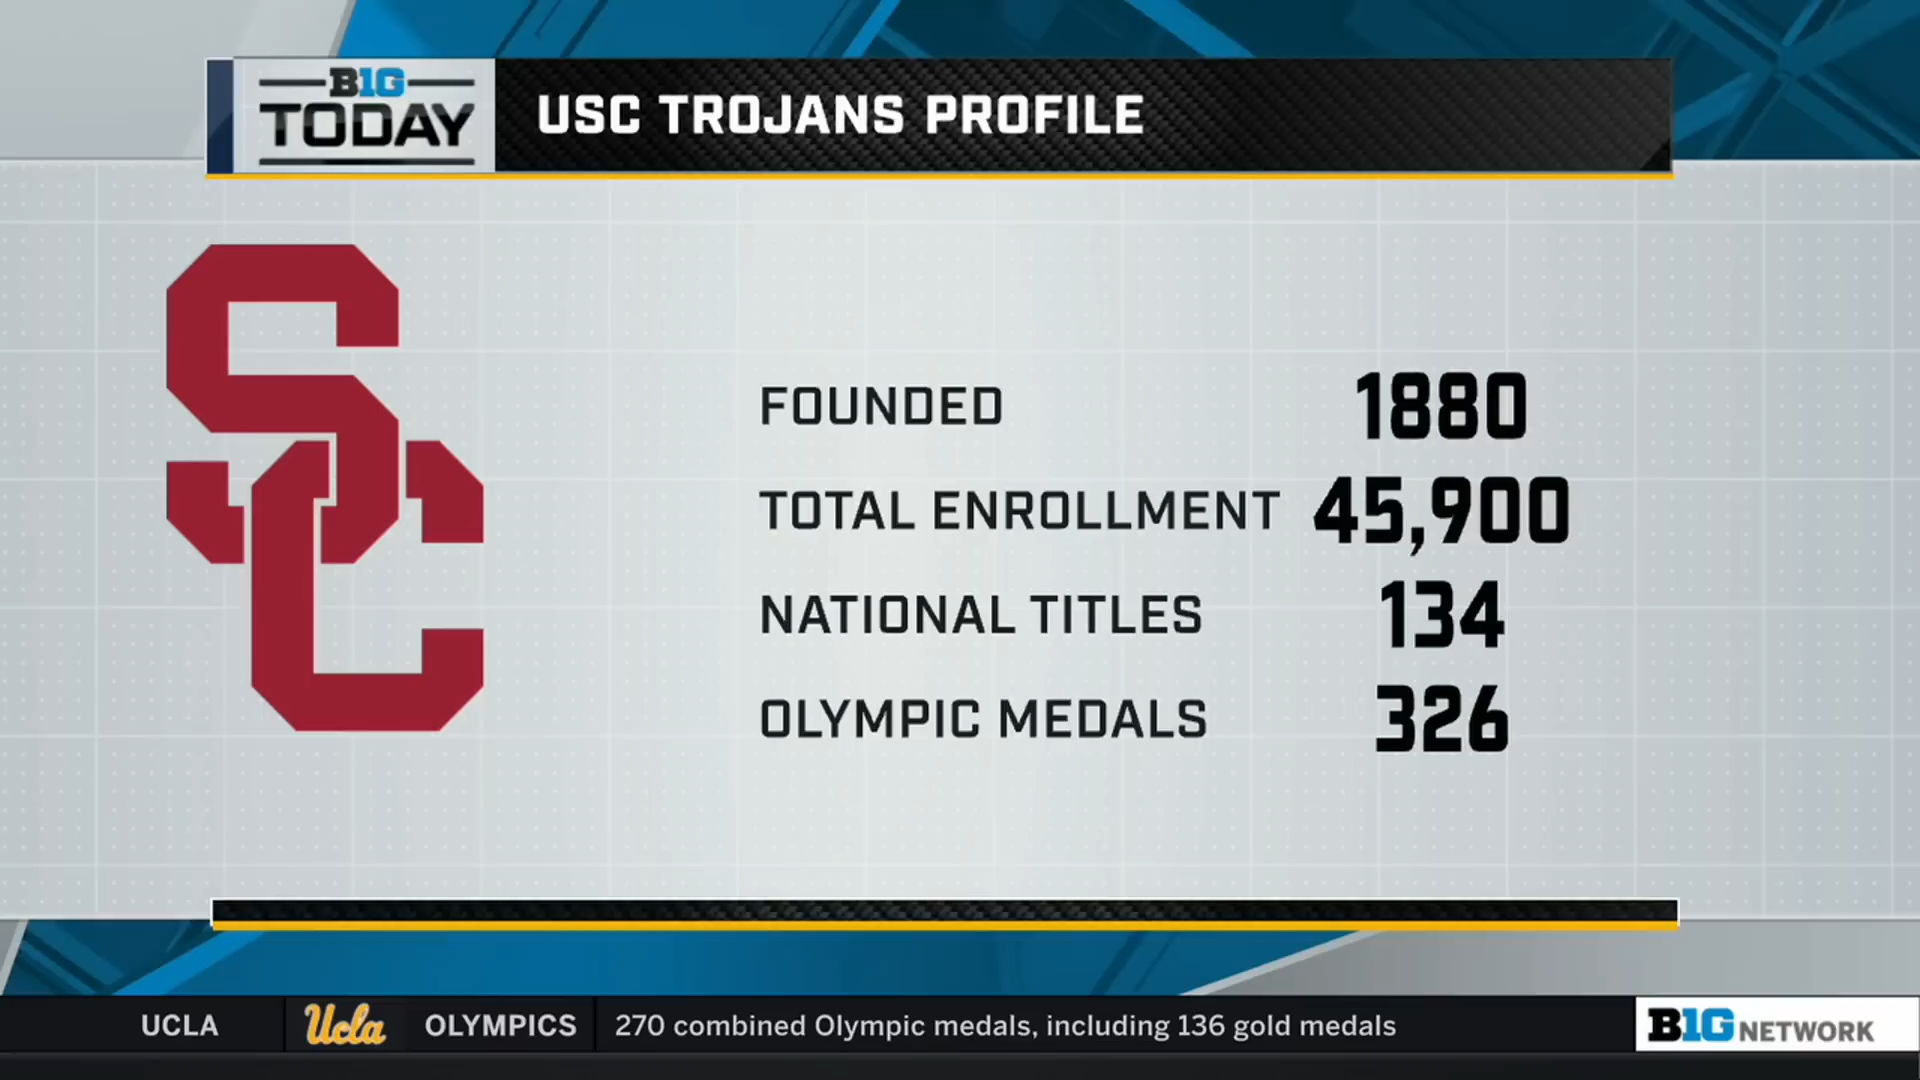 B1G
TODAY
USC TROJANS PROFILE
SC
FOUNDED 1880
TOTAL ENROLLMENT 45,900
NATIONAL TITLES 134
OLYMPIC MEDALS 326
UCLA Ucla OLYMPICS 270 combined Olympic medals, including 136 gold medals B1G NETWORK